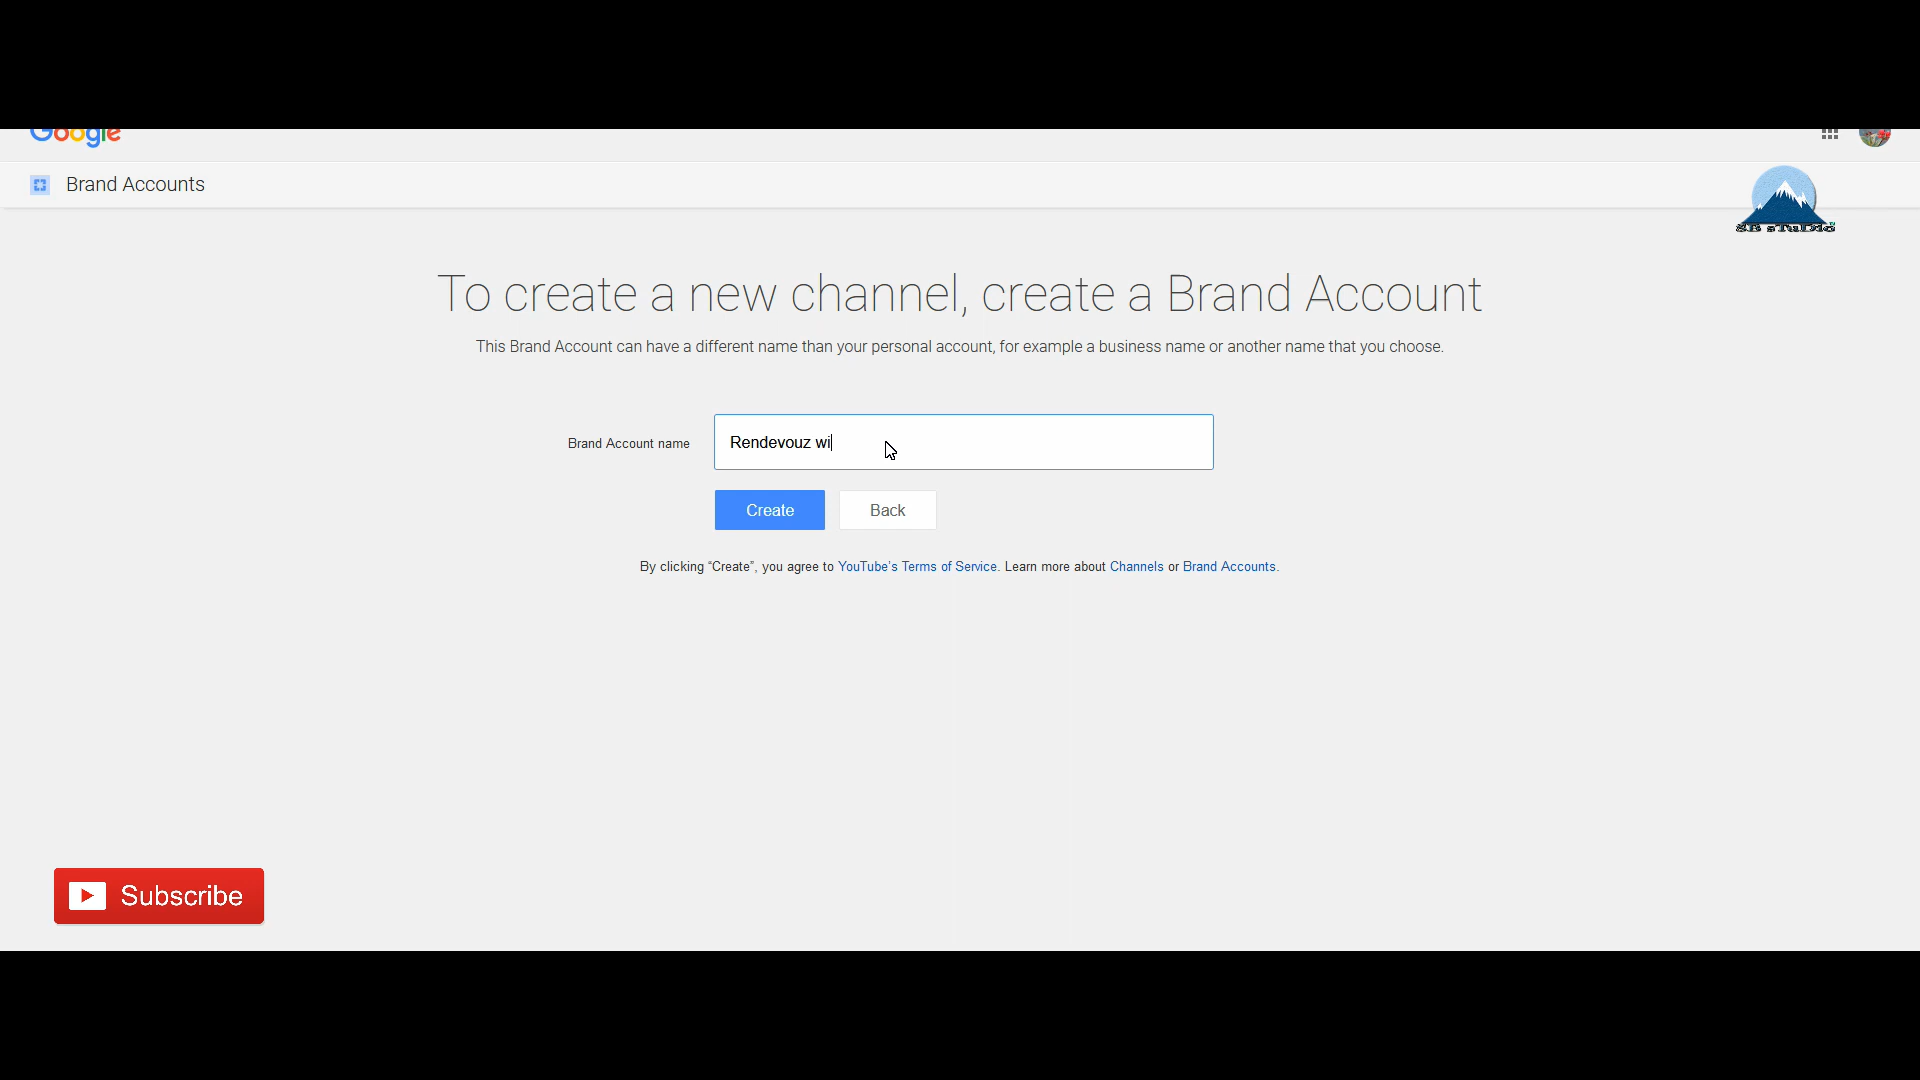 Google
Brand Accounts
SB sTuDio
To create a new channel, create a Brand Account
This Brand Account can have a different name than your personal account, for example a business name or another name that you choose.
Brand Account name
Rendevouz wi
Create Back
By clicking “Create”, you agree to YouTube's Terms of Service. Learn more about Channels or Brand Accounts.
Subscribe